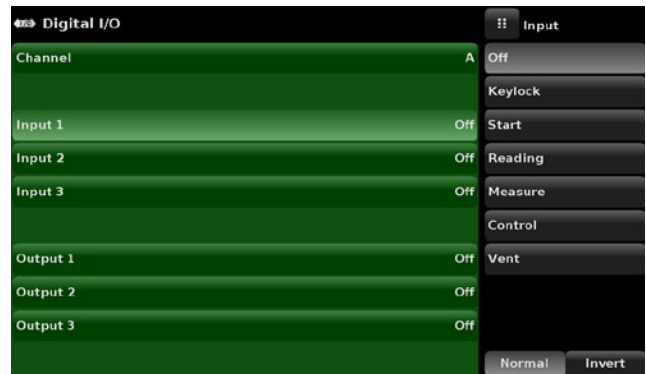 Digital I/O
Channel A
Input 1 Off
Input 2 Off
Input 3 Off
Output 1 Off
Output 2 Off
Output 3 Off
Input
Off
Keylock
Start
Reading
Measure
Control
Vent
Normal Invert